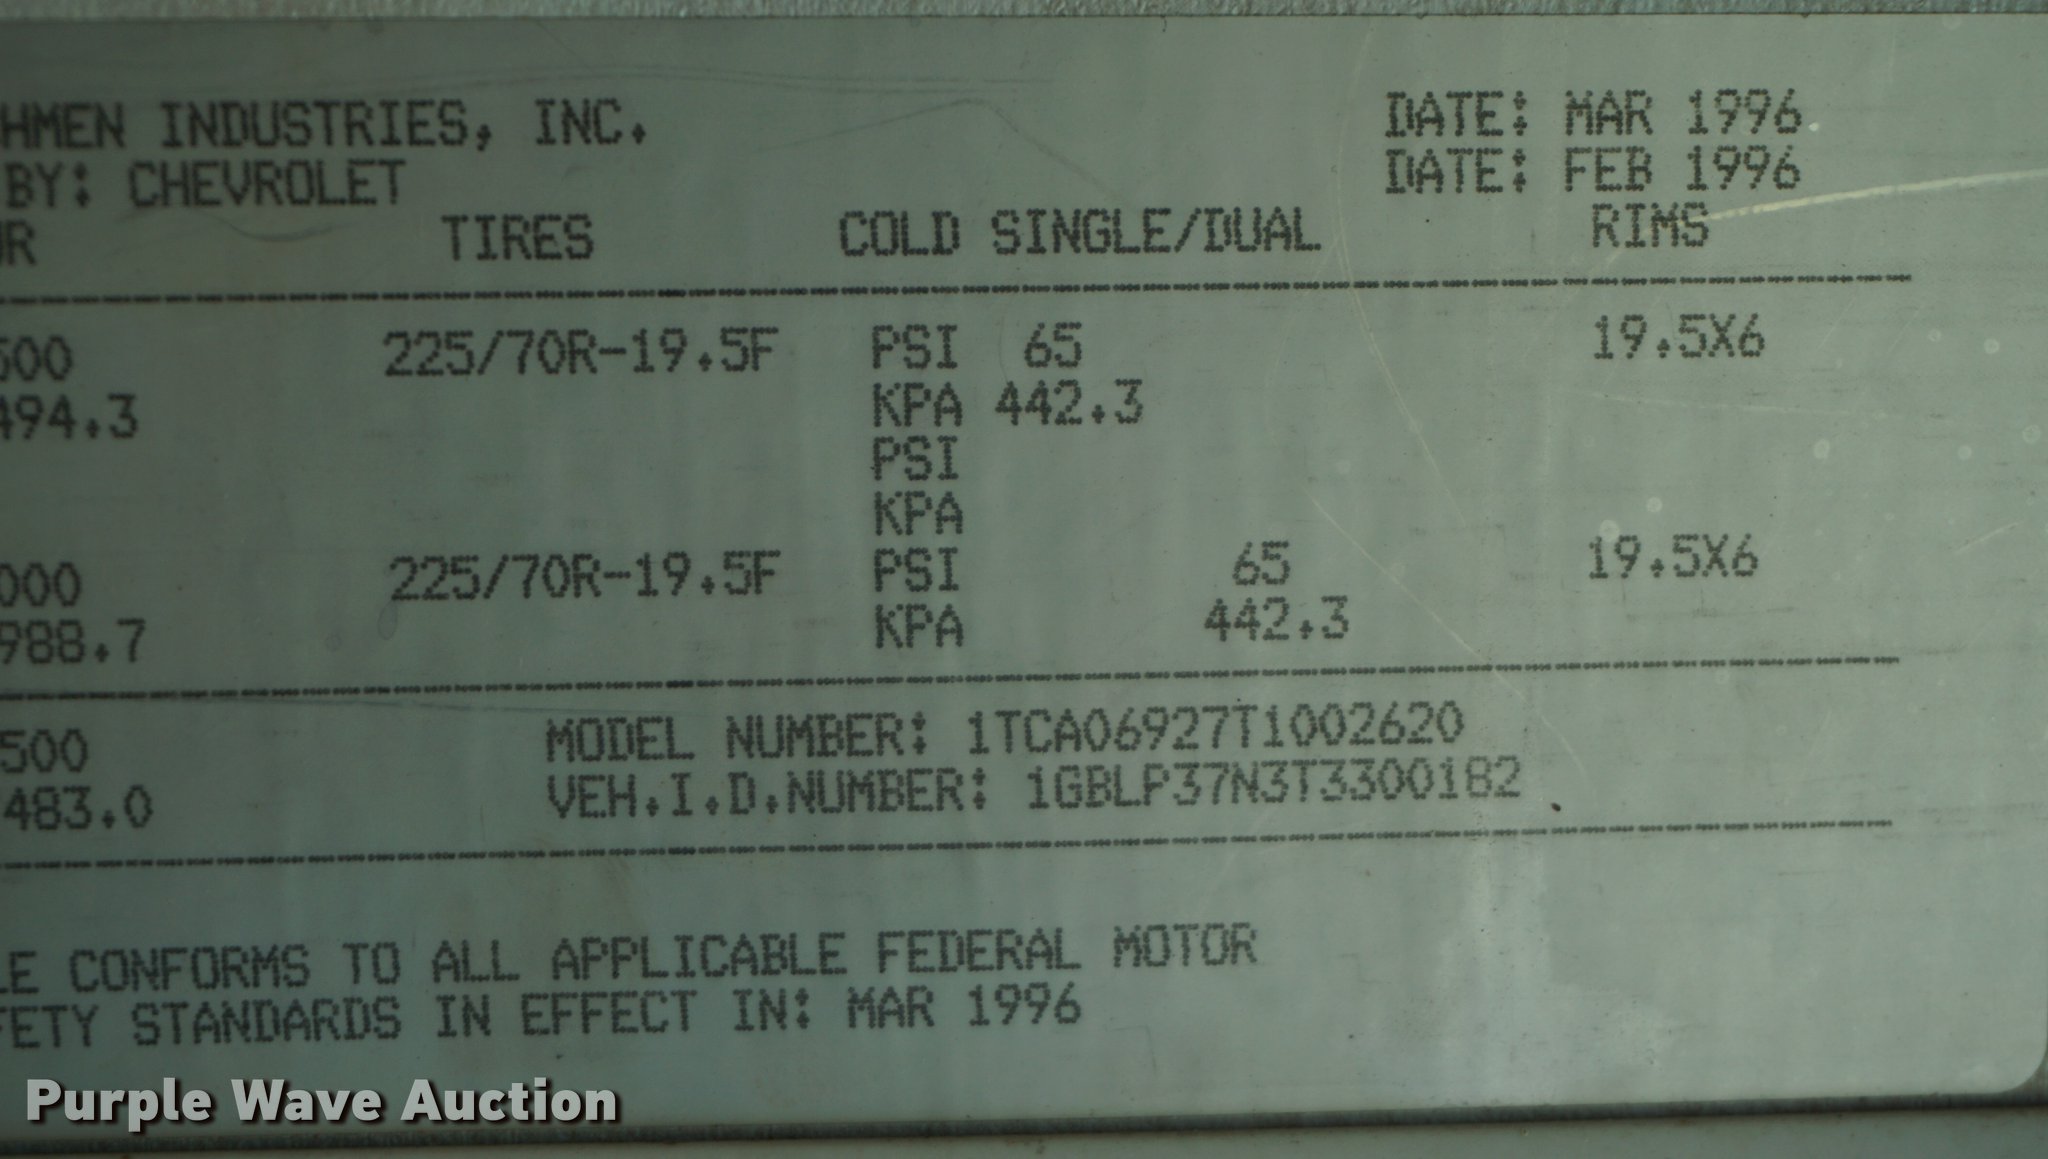 HMEN INDUSTRIES, INC. DATE: MAR 1996
BY: CHEVROLET DATE: FEB 1996
UR TIRES COLD SINGLE/DUAL RIMS
500 225/70R-19.5F PSI 65 19.5X6
494.3 KPA 442.3
PSI
KPA
000 225/70R-19.5F PSI 65 19.5X6
988.7 KPA 442.3
500 MODEL NUMBER: 1TCA06927T1002620
483.0 VEH.I.D.NUMBER: 1GBLP37N3T3300182
LE CONFORMS TO ALL APPLICABLE FEDERAL MOTOR
FETY STANDARDS IN EFFECT IN: MAR 1996
Purple Wave Auction